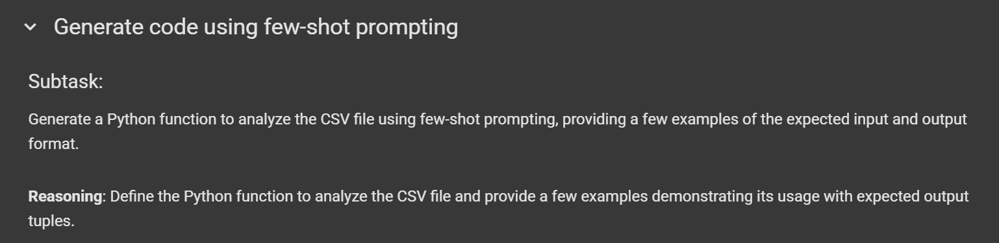 Generate code using few-shot prompting
Subtask:
Generate a Python function to analyze the CSV file using few-shot prompting, providing a few examples of the expected input and output
format.
Reasoning: Define the Python function to analyze the CSV file and provide a few examples demonstrating its usage with expected output
tuples.